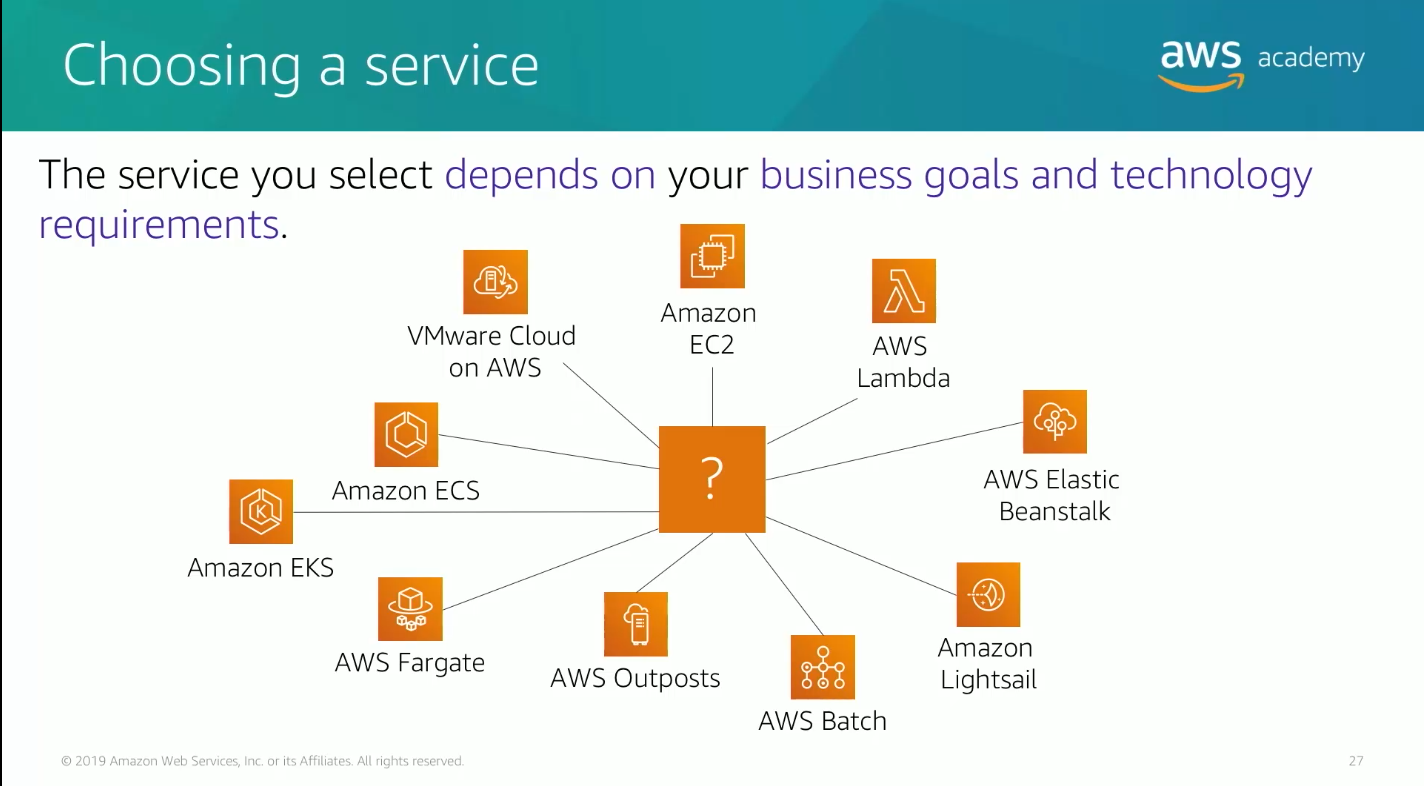 Choosing a service
aws academy
The service you select depends on your business goals and technology
requirements.
VMware Cloud
on AWS
Amazon
EC2
AWS
Lambda
Amazon ECS
?
AWS Elastic
Beanstalk
K
Amazon EKS
AWS Fargate
AWS Outposts
AWS Batch
Amazon
Lightsail
© 2019 Amazon Web Services, Inc. or its Affiliates. All rights reserved.
27